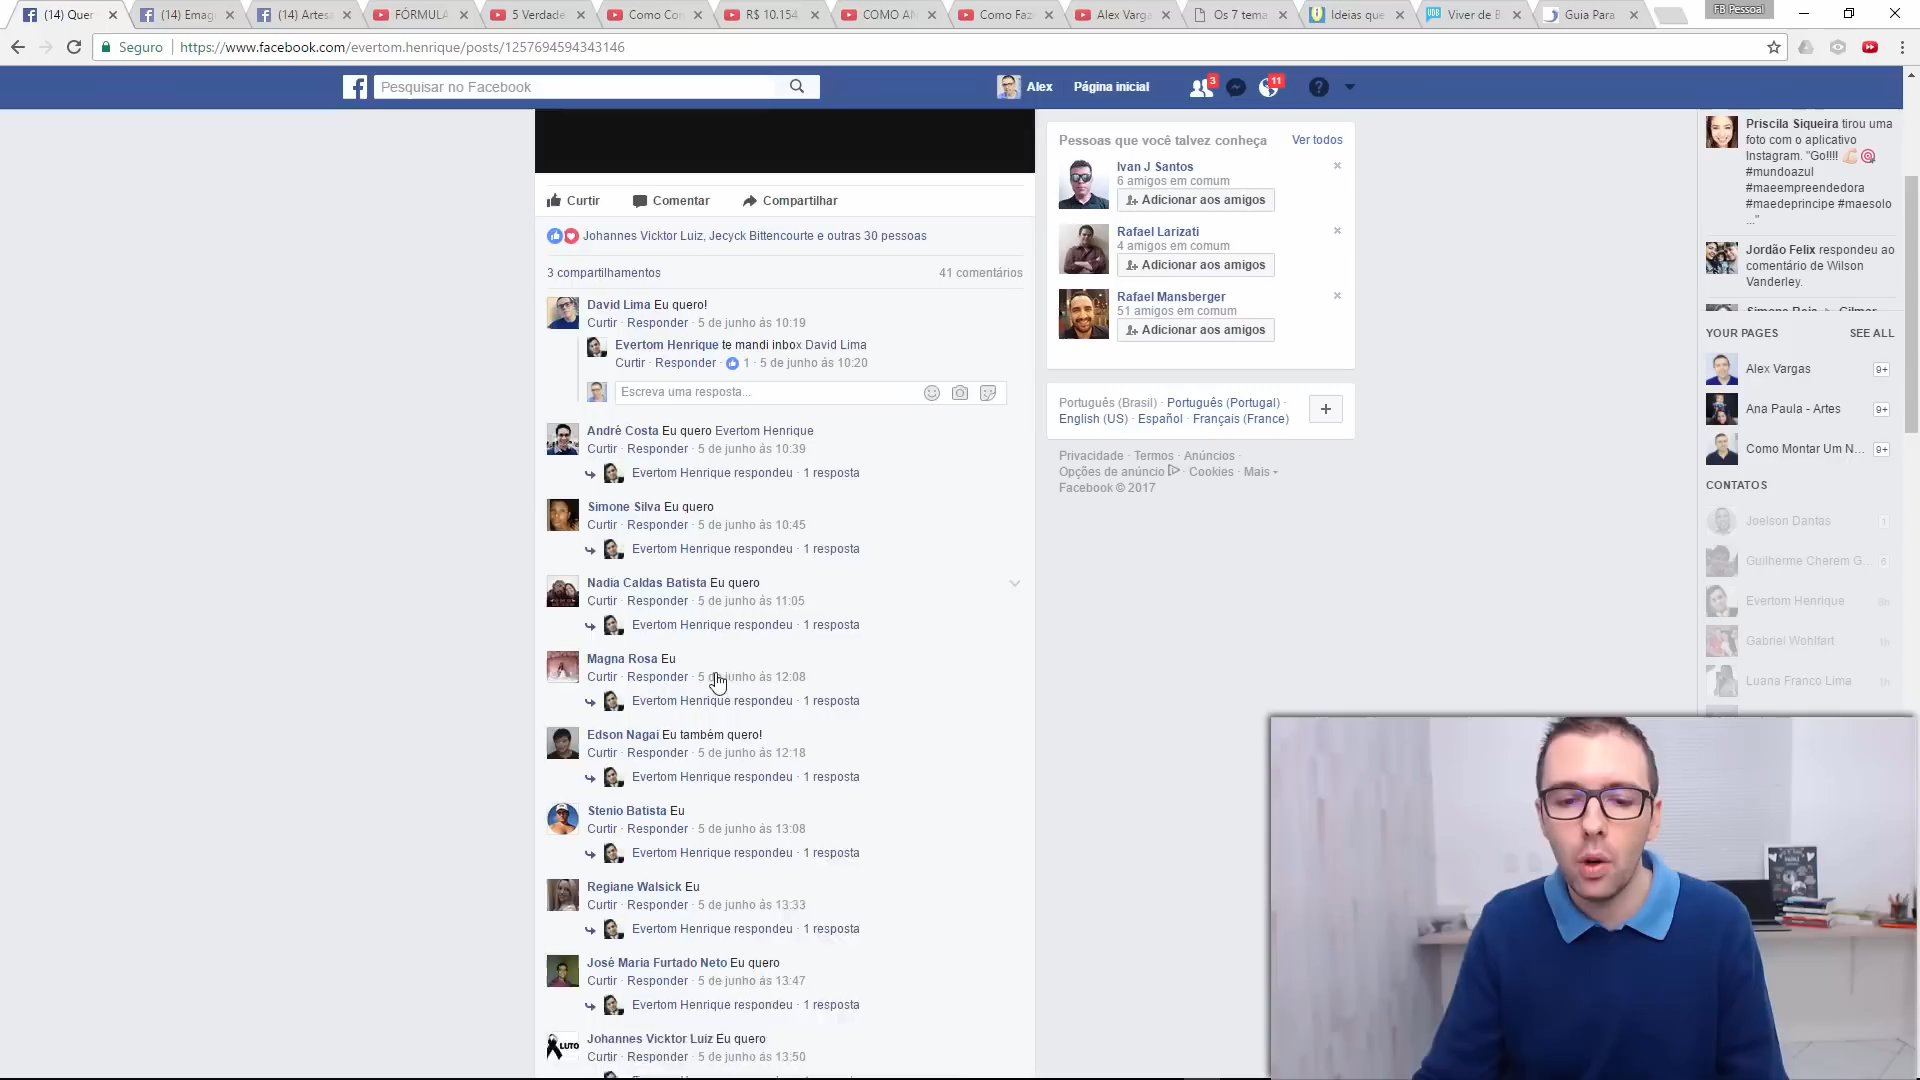 (14) Quer
(14) Emag
(14) Artes
FÓRMULA
5 Verdade
Como Con
R$ 10.154
COMO AN
Como Faz
Alex Varga
Os 7 tema
Ideias que
Viver de B
Guia Para
FB Pessoal
Seguro
https://www.facebook.com/evertom.henrique/posts/1257694594343146
Pesquisar no Facebook
Alex
Página inicial
3
11
Curtir
Comentar
Compartilhar
Johannes Vicktor Luiz, Jecyck Bittencourte e outras 30 pessoas
3 compartilhamentos
41 comentários
David Lima Eu quero!
Curtir · Responder · 5 de junho às 10:19
Evertom Henrique te mandi inbox David Lima
Curtir · Responder · 1 · 5 de junho às 10:20
Escreva uma resposta...
André Costa Eu quero Evertom Henrique
Curtir · Responder · 5 de junho às 10:39
Evertom Henrique respondeu · 1 resposta
Simone Silva Eu quero
Curtir · Responder · 5 de junho às 10:45
Evertom Henrique respondeu · 1 resposta
Nadia Caldas Batista Eu quero
Curtir · Responder · 5 de junho às 11:05
Evertom Henrique respondeu · 1 resposta
Magna Rosa Eu
Curtir · Responder · 5 de junho às 12:08
Evertom Henrique respondeu · 1 resposta
Edson Nagai Eu também quero!
Curtir · Responder · 5 de junho às 12:18
Evertom Henrique respondeu · 1 resposta
Stenio Batista Eu
Curtir · Responder · 5 de junho às 13:08
Evertom Henrique respondeu · 1 resposta
Regiane Walsick Eu
Curtir · Responder · 5 de junho às 13:33
Evertom Henrique respondeu · 1 resposta
José Maria Furtado Neto Eu quero
Curtir · Responder · 5 de junho às 13:47
Evertom Henrique respondeu · 1 resposta
LUTO
Johannes Vicktor Luiz Eu quero
Curtir · Responder · 5 de junho às 13:50
Pessoas que você talvez conheça
Ver todos
Ivan J Santos
6 amigos em comum
Adicionar aos amigos
Rafael Larizati
4 amigos em comum
Adicionar aos amigos
Rafael Mansberger
51 amigos em comum
Adicionar aos amigos
Português (Brasil) · Português (Portugal) ·
English (US) · Español · Français (France)
Privacidade · Termos · Anúncios ·
Opções de anúncio · Cookies · Mais
Facebook © 2017
Priscila Siqueira tirou uma
foto com o aplicativo
Instagram. "Go!!!!
#mundoazul
#maeempreendedora
#maedeprincipe #maesolo
..."
Jordão Felix respondeu ao
comentário de Wilson
Vanderley.
YOUR PAGES
SEE ALL
Alex Vargas
9+
Ana Paula - Artes
9+
Como Montar Um N...
9+
CONTATOS
Joelson Dantas
1
Guilherme Cherem G...
6
Evertom Henrique
Gabriel Wohlfart
1h
Luana Franco Lima
1h